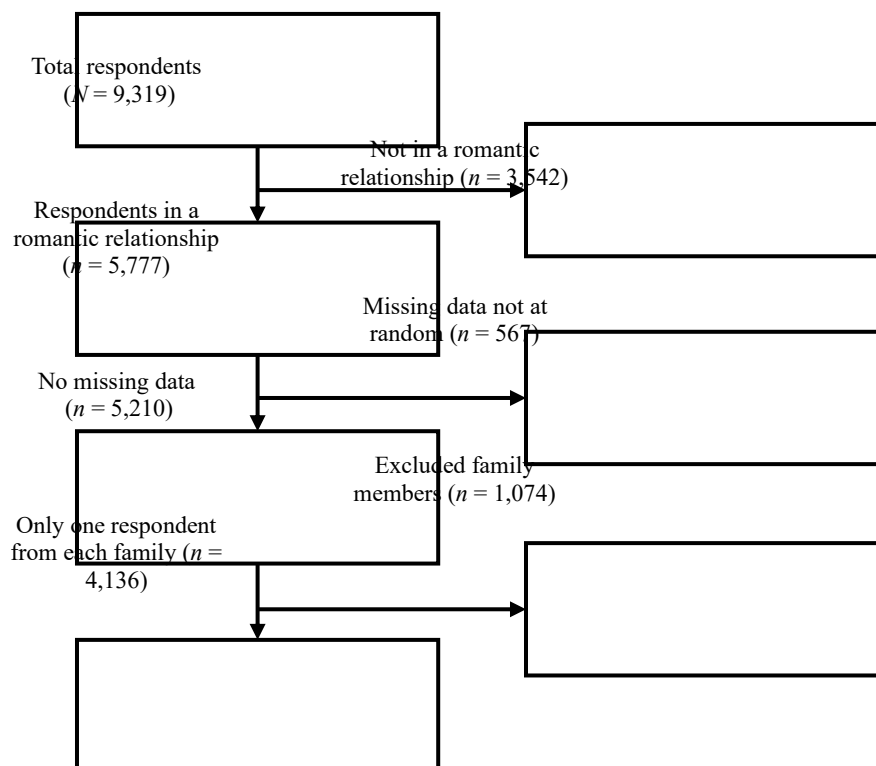 Total respondents
(N = 9,319)
Not in a romantic
relationship (n = 3,542)
Respondents in a
romantic relationship
(n = 5,777)
Missing data not at
random (n = 567)
No missing data
(n = 5,210)
Excluded family
members (n = 1,074)
Only one respondent
from each family (n =
4,136)